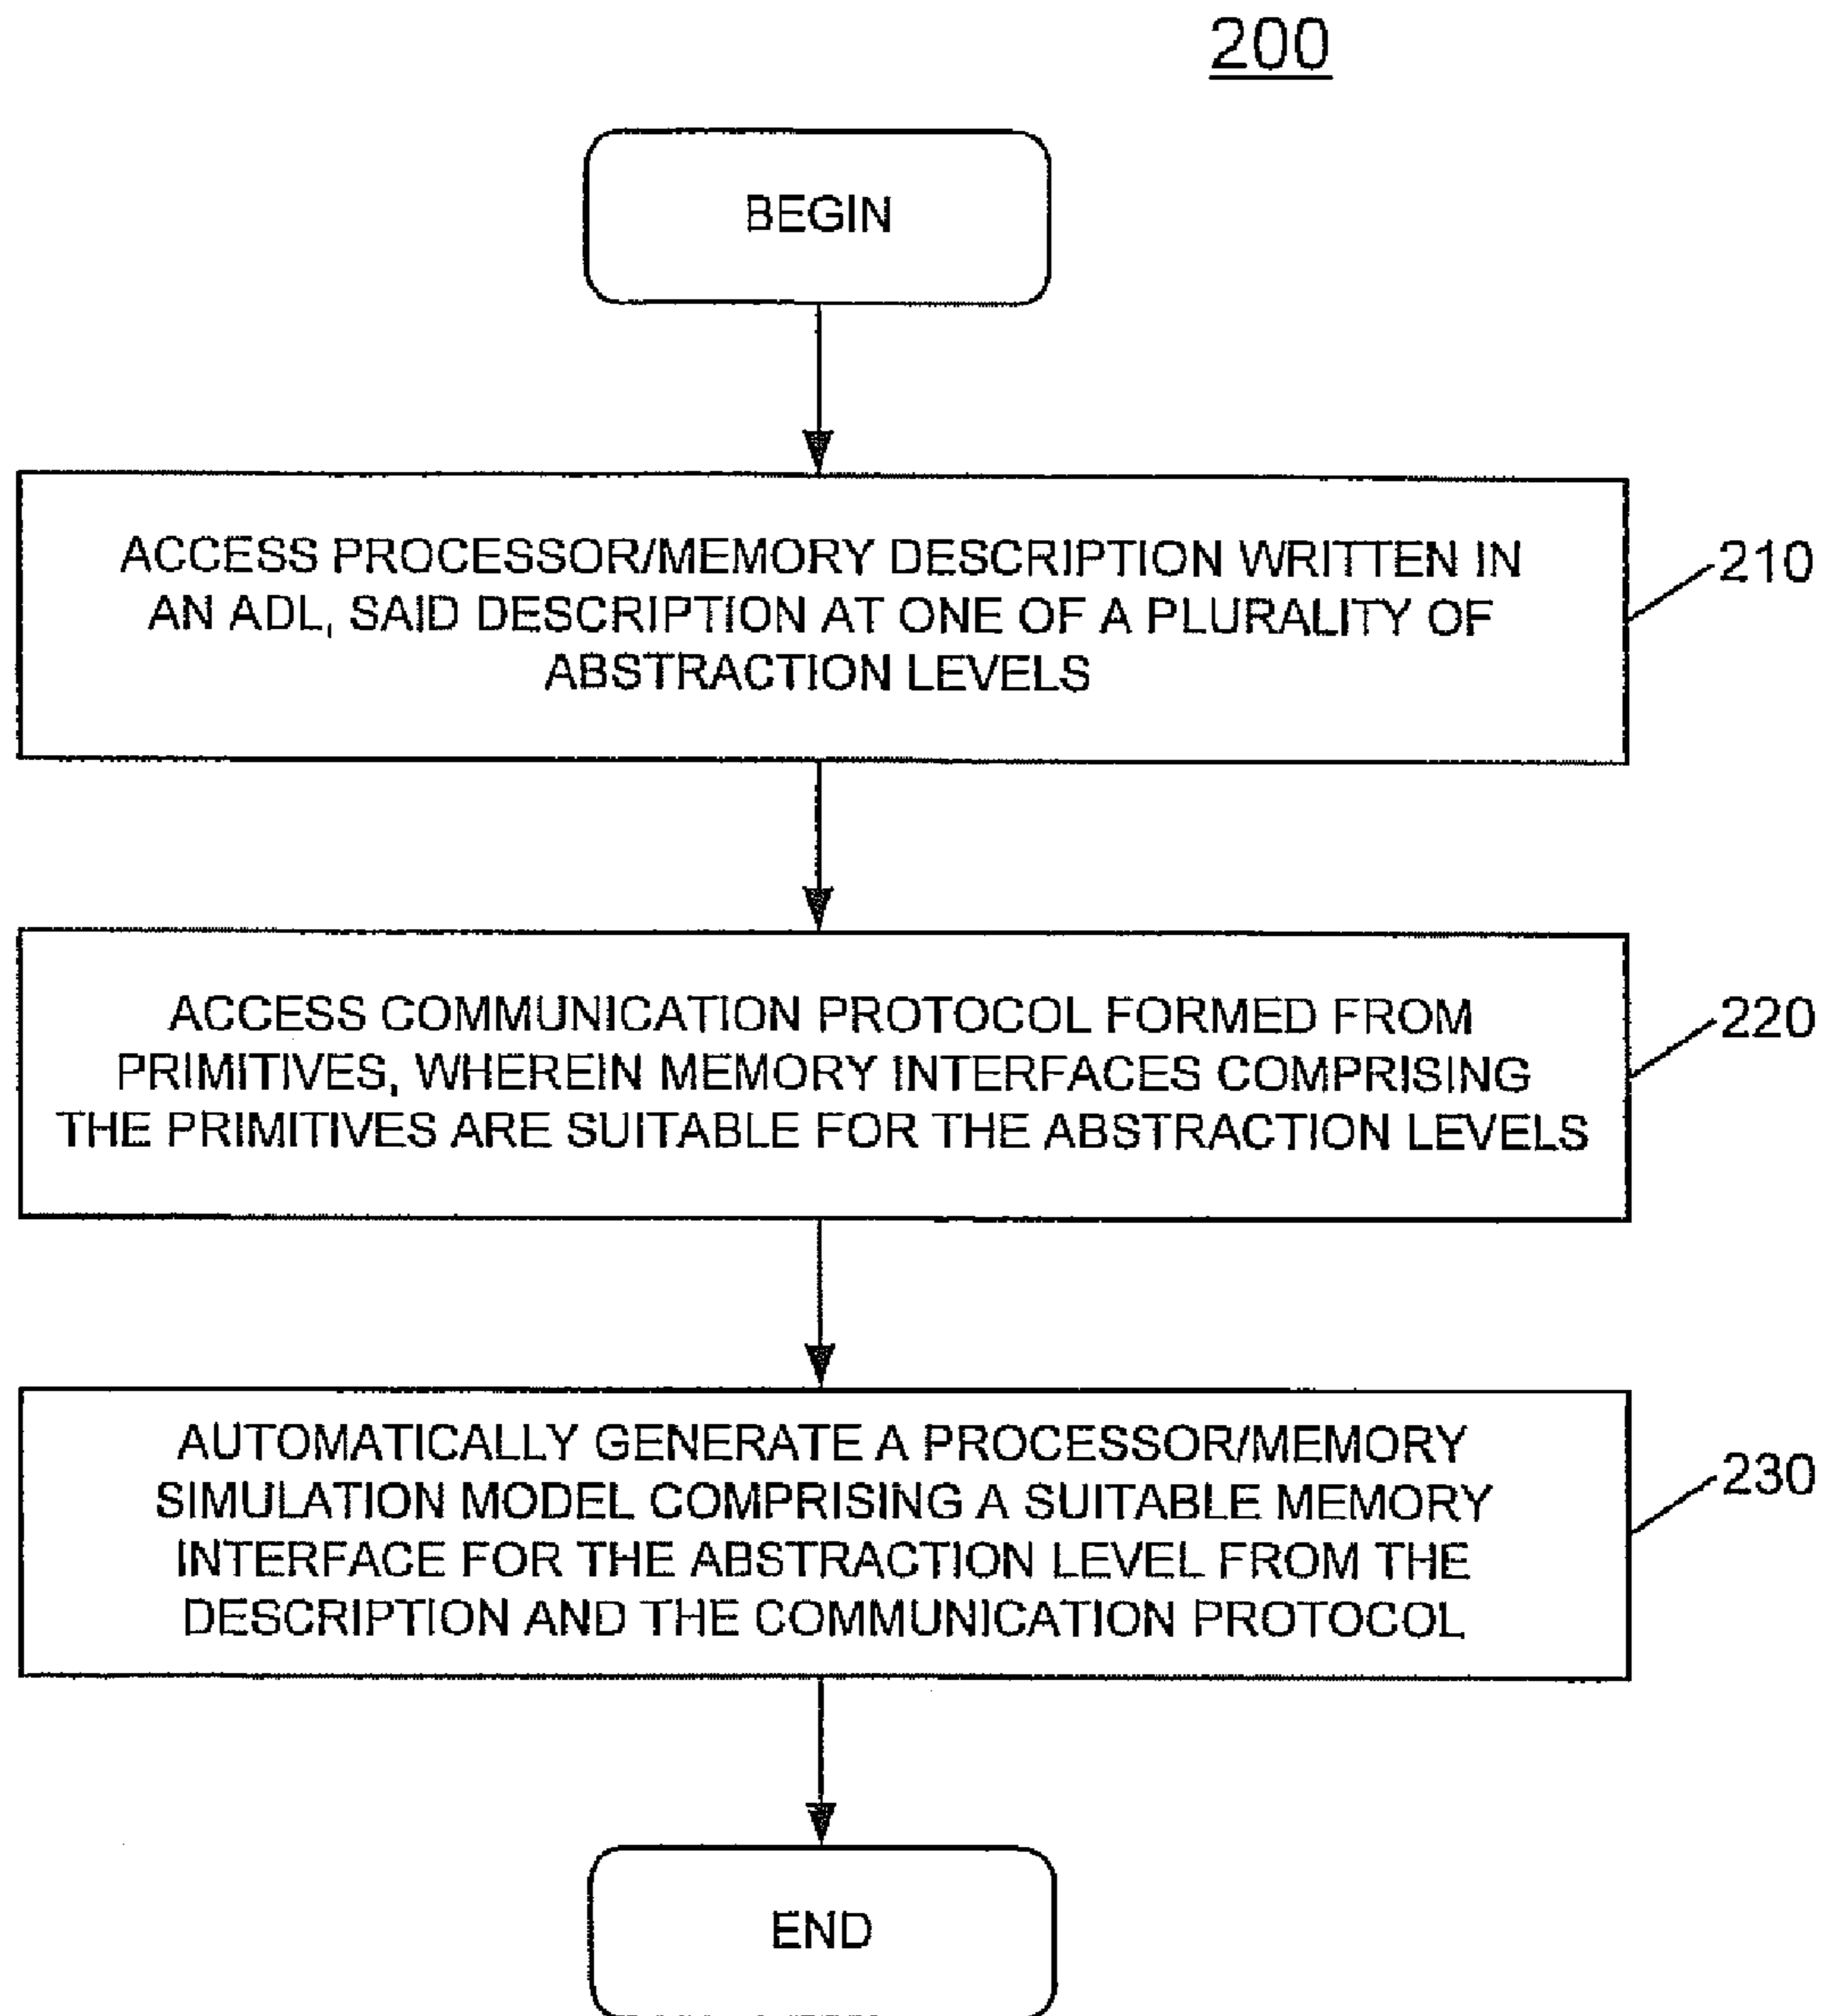 200
BEGIN
ACCESS PROCESSOR/MEMORY DESCRIPTION WRITTEN IN
AN ADL, SAID DESCRIPTION AT ONE OF A PLURALITY OF
ABSTRACTION LEVELS
210
ACCESS COMMUNICATION PROTOCOL FORMED FROM
PRIMITIVES, WHEREIN MEMORY INTERFACES COMPRISING
THE PRIMITIVES ARE SUITABLE FOR THE ABSTRACTION LEVELS
220
AUTOMATICALLY GENERATE A PROCESSOR/MEMORY
SIMULATION MODEL COMPRISING A SUITABLE MEMORY
INTERFACE FOR THE ABSTRACTION LEVEL FROM THE
DESCRIPTION AND THE COMMUNICATION PROTOCOL
230
END